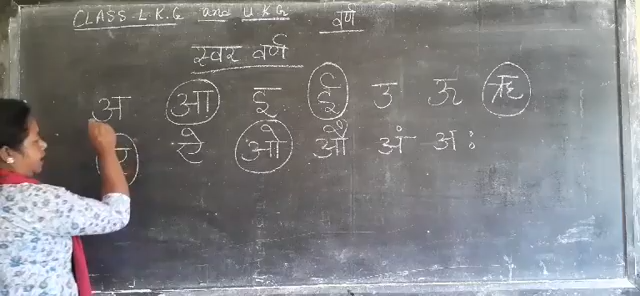 CLASS L.K.G and U.K.G
वर्ण
स्वर वर्ण
अ आ इ ई उ ऊ ऋ
ऐ ओ औ अं अः